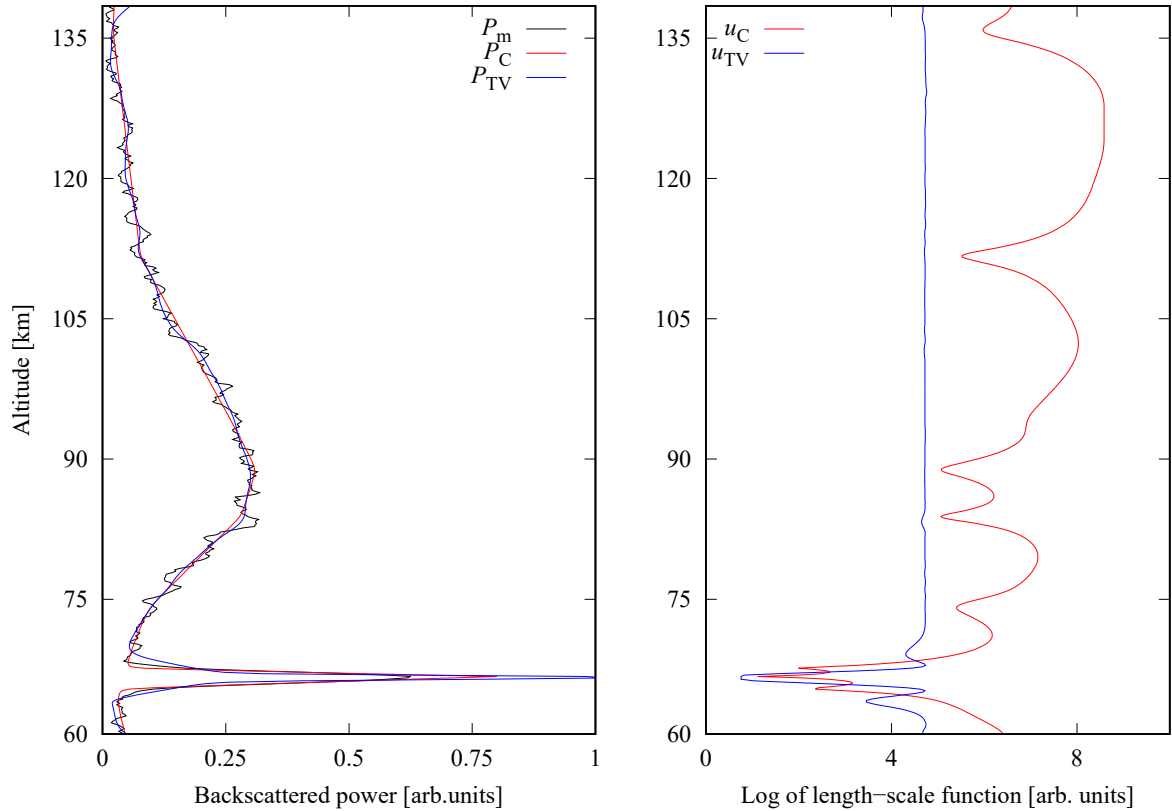 P_m
P_C
P_TV
135
120
105
90
75
60
0
0.25
0.5
0.75
1
Altitude [km]
Backscattered power [arb.units]
u_C
u_TV
135
120
105
90
75
60
0
4
8
Log of length−scale function [arb. units]